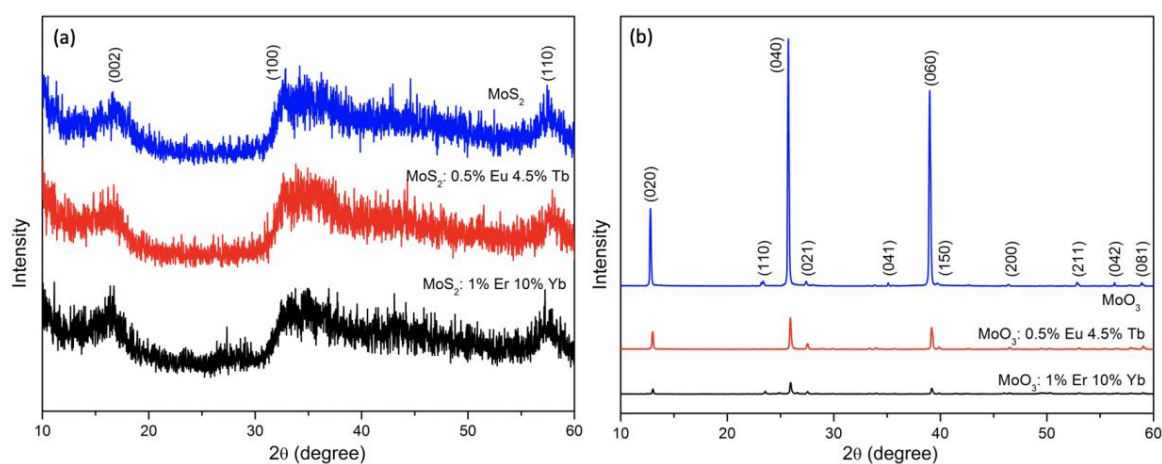 (a)
(002)
(100)
(110)
MoS2
MoS2: 0.5% Eu 4.5% Tb
MoS2: 1% Er 10% Yb
Intensity
10 20 30 40 50 60
2θ (degree)
(b)
(020)
(110)
(040)
(021)
(041)
(060)
(150)
(200)
(211)
(042)
(081)
MoO3
MoO3: 0.5% Eu 4.5% Tb
MoO3: 1% Er 10% Yb
Intensity
10 20 30 40 50 60
2θ (degree)